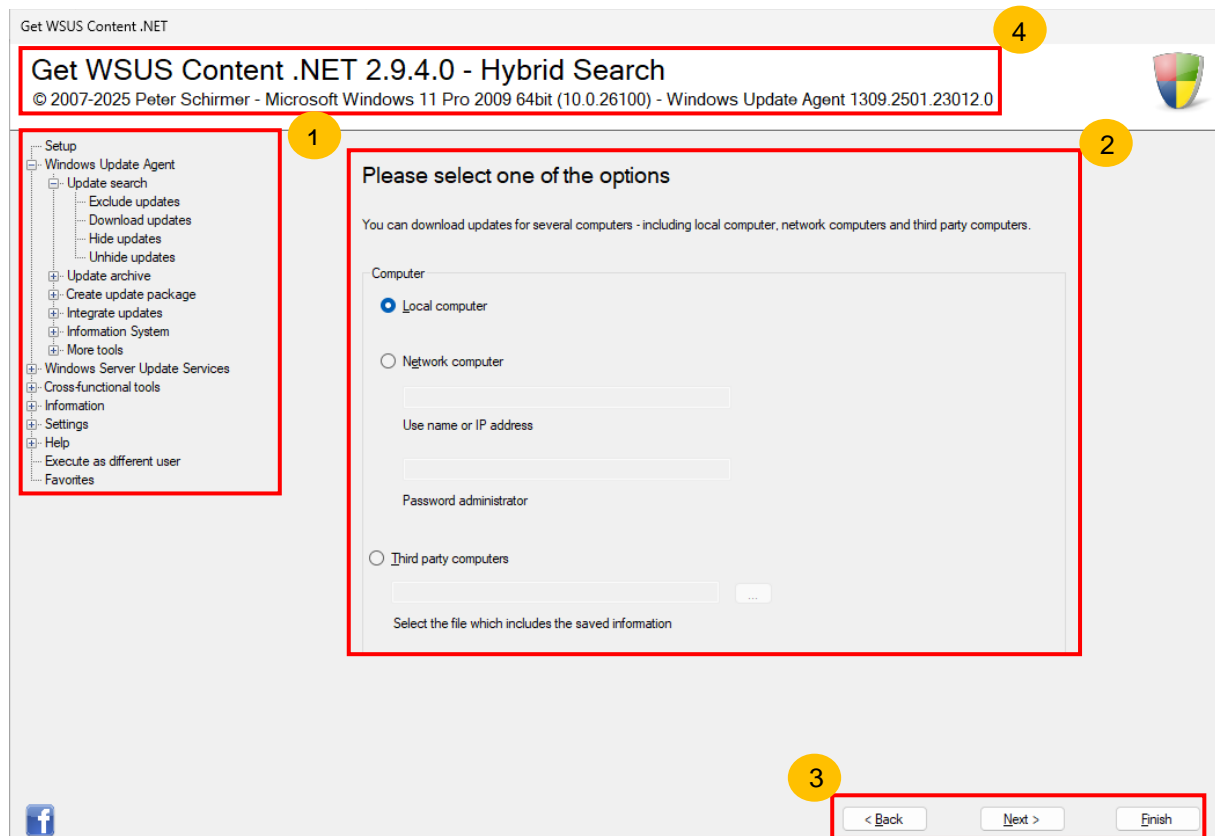 Get WSUS Content .NET
4
Get WSUS Content .NET 2.9.4.0 - Hybrid Search
© 2007-2025 Peter Schirmer - Microsoft Windows 11 Pro 2009 64bit (10.0.26100) - Windows Update Agent 1309.2501.23012.0
1
Setup
Windows Update Agent
Update search
Exclude updates
Download updates
Hide updates
Unhide updates
Update archive
Create update package
Integrate updates
Information System
More tools
Windows Server Update Services
Cross-functional tools
Information
Settings
Help
Execute as different user
Favorites
2
Please select one of the options
You can download updates for several computers - including local computer, network computers and third party computers.
Computer
Local computer
Network computer
Use name or IP address
Password administrator
Third party computers
...
Select the file which includes the saved information
3
f
< Back
Next >
Finish